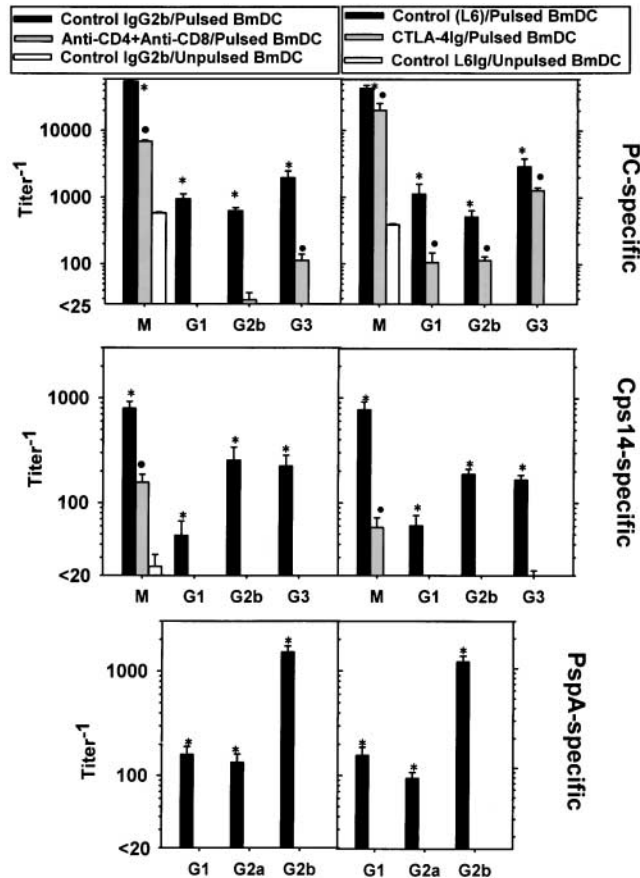 Control IgG2b/Pulsed BmDC
Anti-CD4+Anti-CD8/Pulsed BmDC
Control IgG2b/Unpulsed BmDC
Control (L6)/Pulsed BmDC
CTLA-4Ig/Pulsed BmDC
Control L6Ig/Unpulsed BmDC
Titer-1
10000
1000
100
<25
* * * *
* * * *
M G1 G2b G3
M G1 G2b G3
PC-specific
Titer-1
1000
100
<20
* * * *
* * * *
M G1 G2b G3
M G1 G2b G3
Cps14-specific
Titer-1
1000
100
<20
* * *
* * *
G1 G2a G2b
G1 G2a G2b
PspA-specific